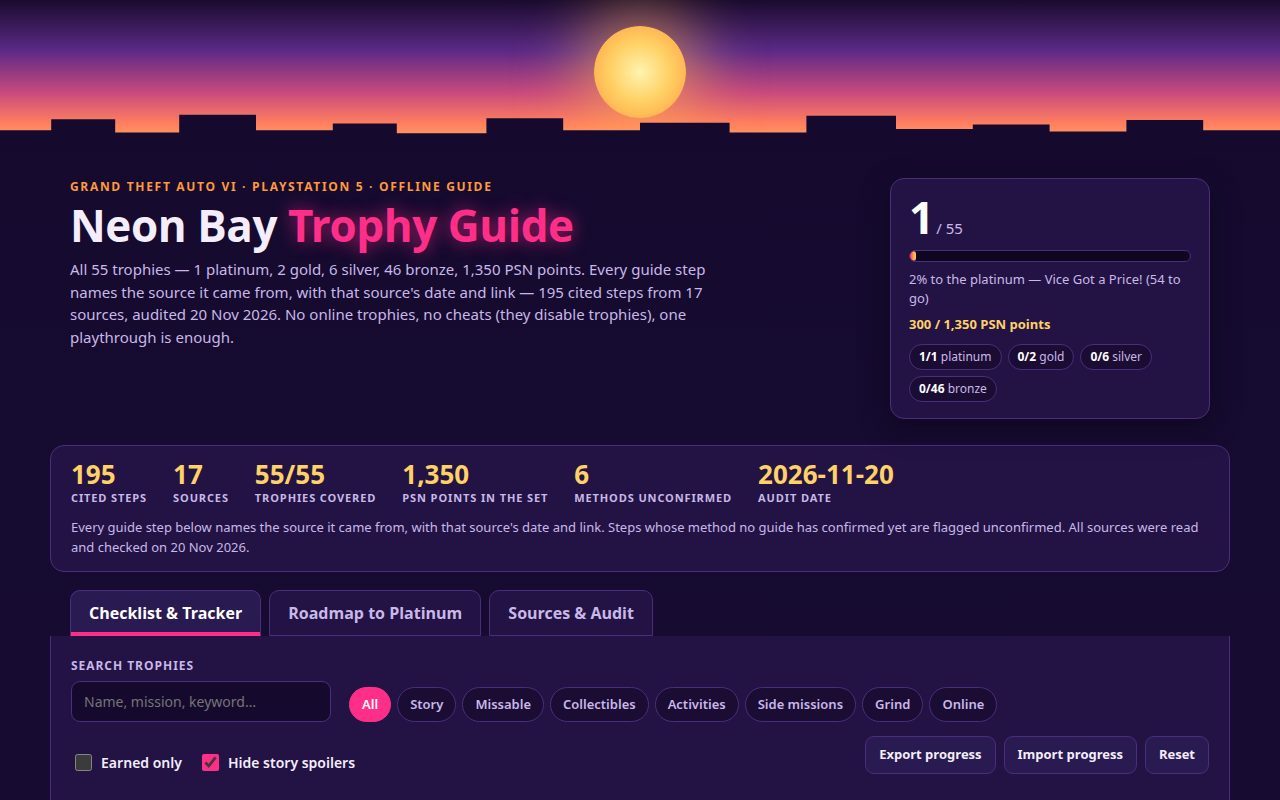 GRAND THEFT AUTO VI · PLAYSTATION 5 · OFFLINE GUIDE
Neon Bay Trophy Guide
All 55 trophies — 1 platinum, 2 gold, 6 silver, 46 bronze, 1,350 PSN points. Every guide step
names the source it came from, with that source's date and link — 195 cited steps from 17
sources, audited 20 Nov 2026. No online trophies, no cheats (they disable trophies), one
playthrough is enough.
1 / 55
2% to the platinum — Vice Got a Price! (54 to
go)
300 / 1,350 PSN points
1/1 platinum 0/2 gold 0/6 silver
0/46 bronze
195 17 55/55 1,350 6 2026-11-20
CITED STEPS SOURCES TROPHIES COVERED PSN POINTS IN THE SET METHODS UNCONFIRMED AUDIT DATE
Every guide step below names the source it came from, with that source's date and link. Steps whose method no guide has confirmed yet are flagged unconfirmed. All sources were read
and checked on 20 Nov 2026.
Checklist & Tracker Roadmap to Platinum Sources & Audit
SEARCH TROPHIES
Name, mission, keyword... All Story Missable Collectibles Activities Side missions Grind Online
Earned only Hide story spoilers Export progress Import progress Reset